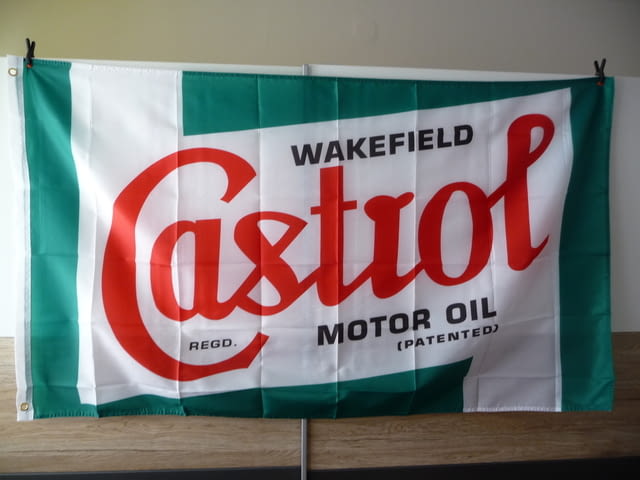 WAKEFIELD
Castrol
REGD.
MOTOR OIL
(PATENTED)